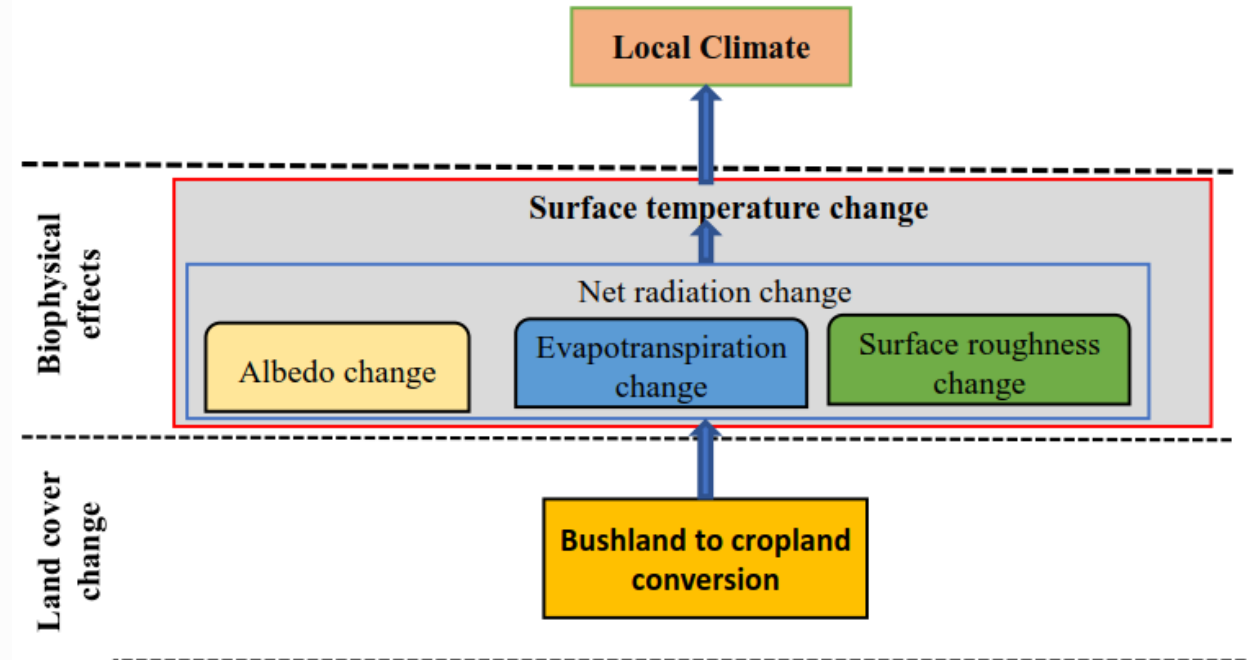 Local Climate
Biophysical
effects
Surface temperature change
Net radiation change
Albedo change
Evapotranspiration
change
Surface roughness
change
Land cover
change
Bushland to cropland
conversion